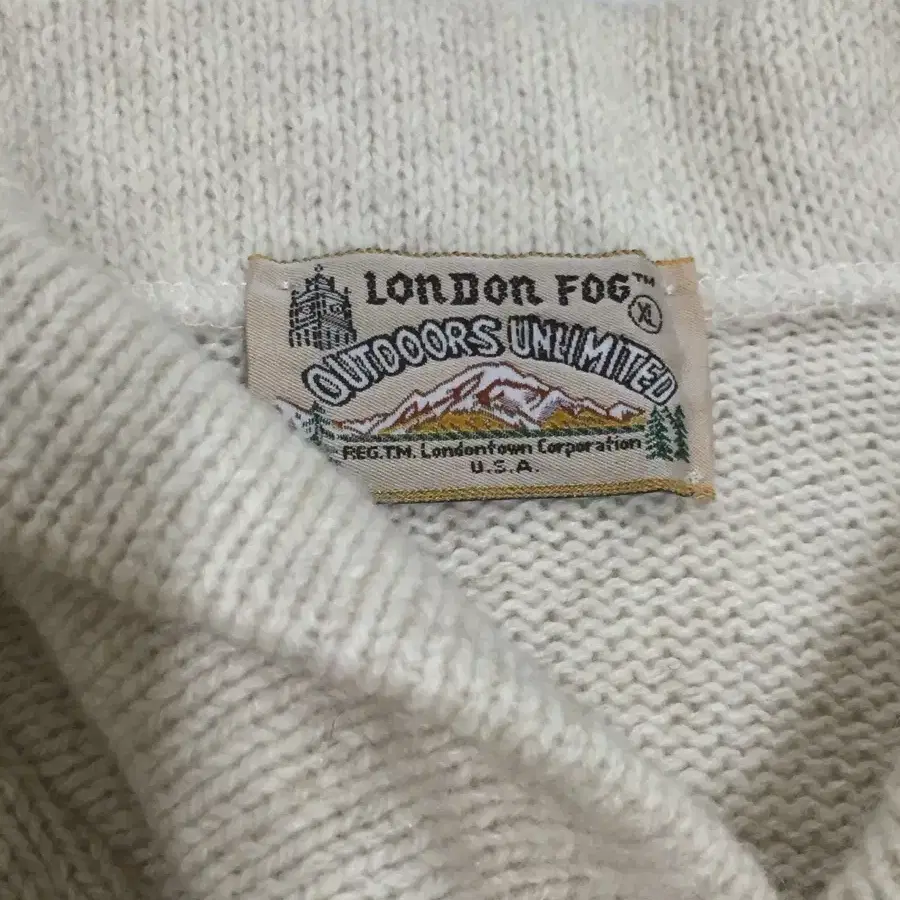 LONDON FOG™
XL
OUTDOORS UNLIMITED
REG.T.M. Londontown Corporation
U.S.A.